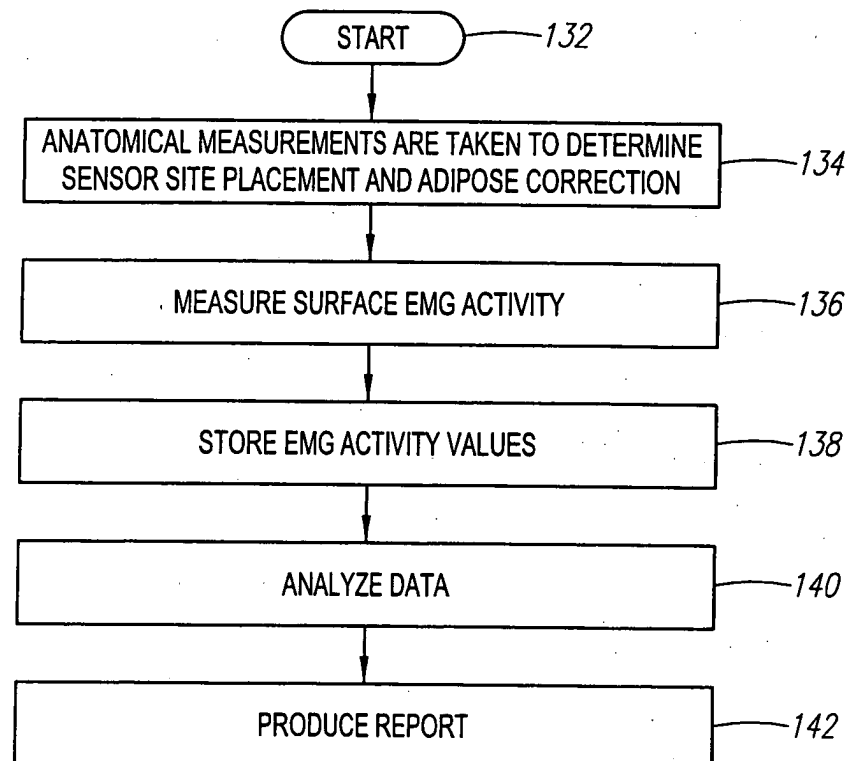 START 132
ANATOMICAL MEASUREMENTS ARE TAKEN TO DETERMINE
SENSOR SITE PLACEMENT AND ADIPOSE CORRECTION 134
MEASURE SURFACE EMG ACTIVITY 136
STORE EMG ACTIVITY VALUES 138
ANALYZE DATA 140
PRODUCE REPORT 142